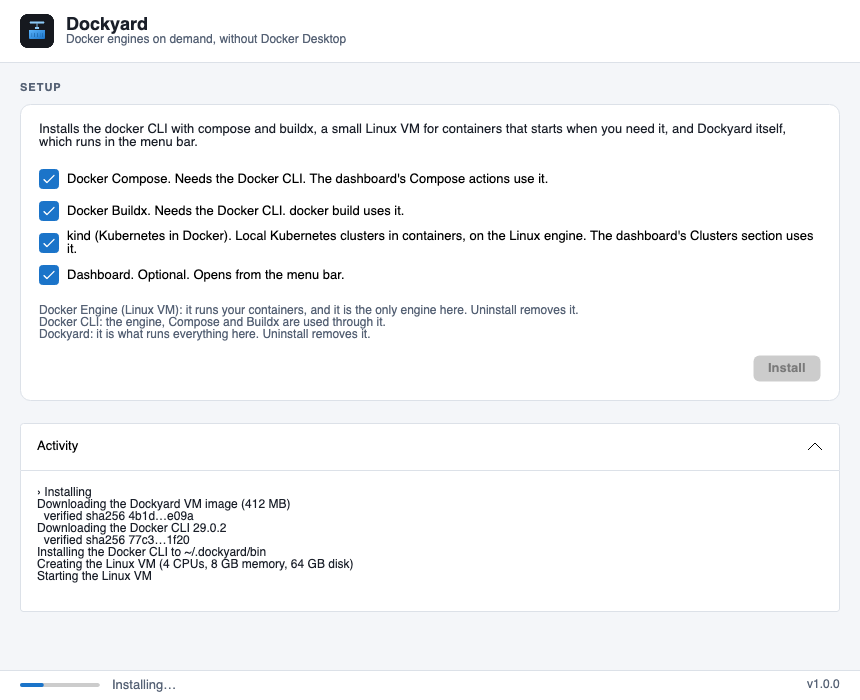 Dockyard
Docker engines on demand, without Docker Desktop
SETUP
Installs the docker CLI with compose and buildx, a small Linux VM for containers that starts when you need it, and Dockyard itself,
which runs in the menu bar.
Docker Compose. Needs the Docker CLI. The dashboard's Compose actions use it.
Docker Buildx. Needs the Docker CLI. docker build uses it.
kind (Kubernetes in Docker). Local Kubernetes clusters in containers, on the Linux engine. The dashboard's Clusters section uses
it.
Dashboard. Optional. Opens from the menu bar.
Docker Engine (Linux VM): it runs your containers, and it is the only engine here. Uninstall removes it.
Docker CLI: the engine, Compose and Buildx are used through it.
Dockyard: it is what runs everything here. Uninstall removes it.
Install
Activity
› Installing
Downloading the Dockyard VM image (412 MB)
verified sha256 4b1d…e09a
Downloading the Docker CLI 29.0.2
verified sha256 77c3…1f20
Installing the Docker CLI to ~/.dockyard/bin
Creating the Linux VM (4 CPUs, 8 GB memory, 64 GB disk)
Starting the Linux VM
Installing…
v1.0.0